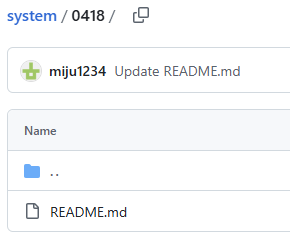 system / 0418 /
miju1234 Update README.md
Name
..
README.md